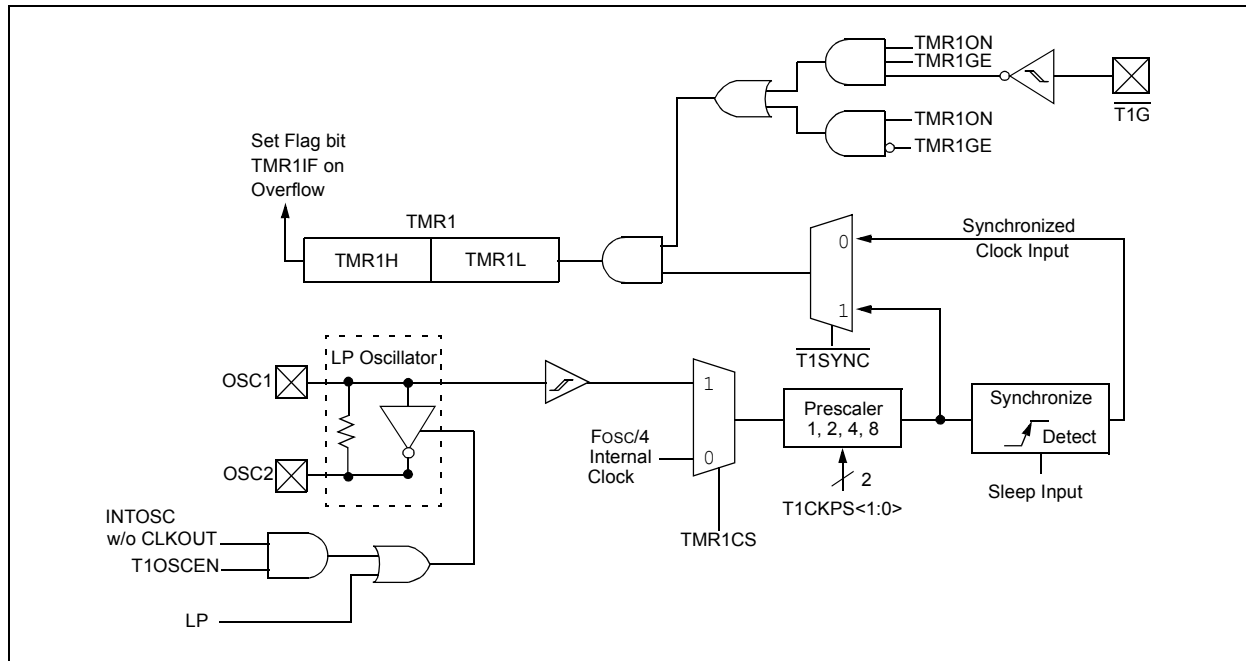 TMR1ON
TMR1GE
T1G
TMR1ON
TMR1GE
Set Flag bit
TMR1IF on
Overflow
TMR1
TMR1H
TMR1L
0
1
T1SYNC
Synchronized
Clock Input
LP Oscillator
OSC1
OSC2
1
0
FOSC/4
Internal
Clock
TMR1CS
Prescaler
1, 2, 4, 8
2
T1CKPS<1:0>
Synchronize
Detect
Sleep Input
INTOSC
w/o CLKOUT
T1OSCEN
LP